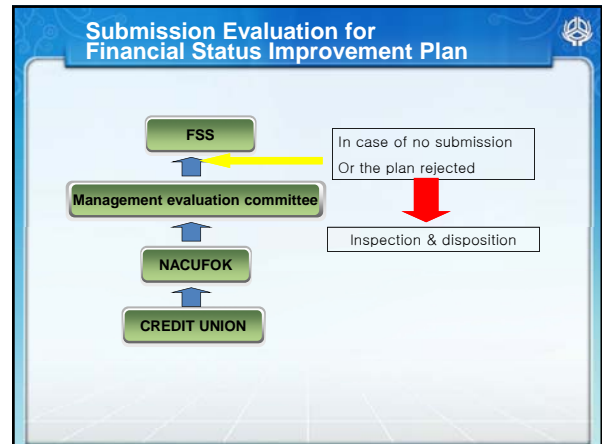 Submission Evaluation for
Financial Status Improvement Plan
FSS
In case of no submission
Or the plan rejected
Management evaluation committee
Inspection & disposition
NACUFOK
CREDIT UNION